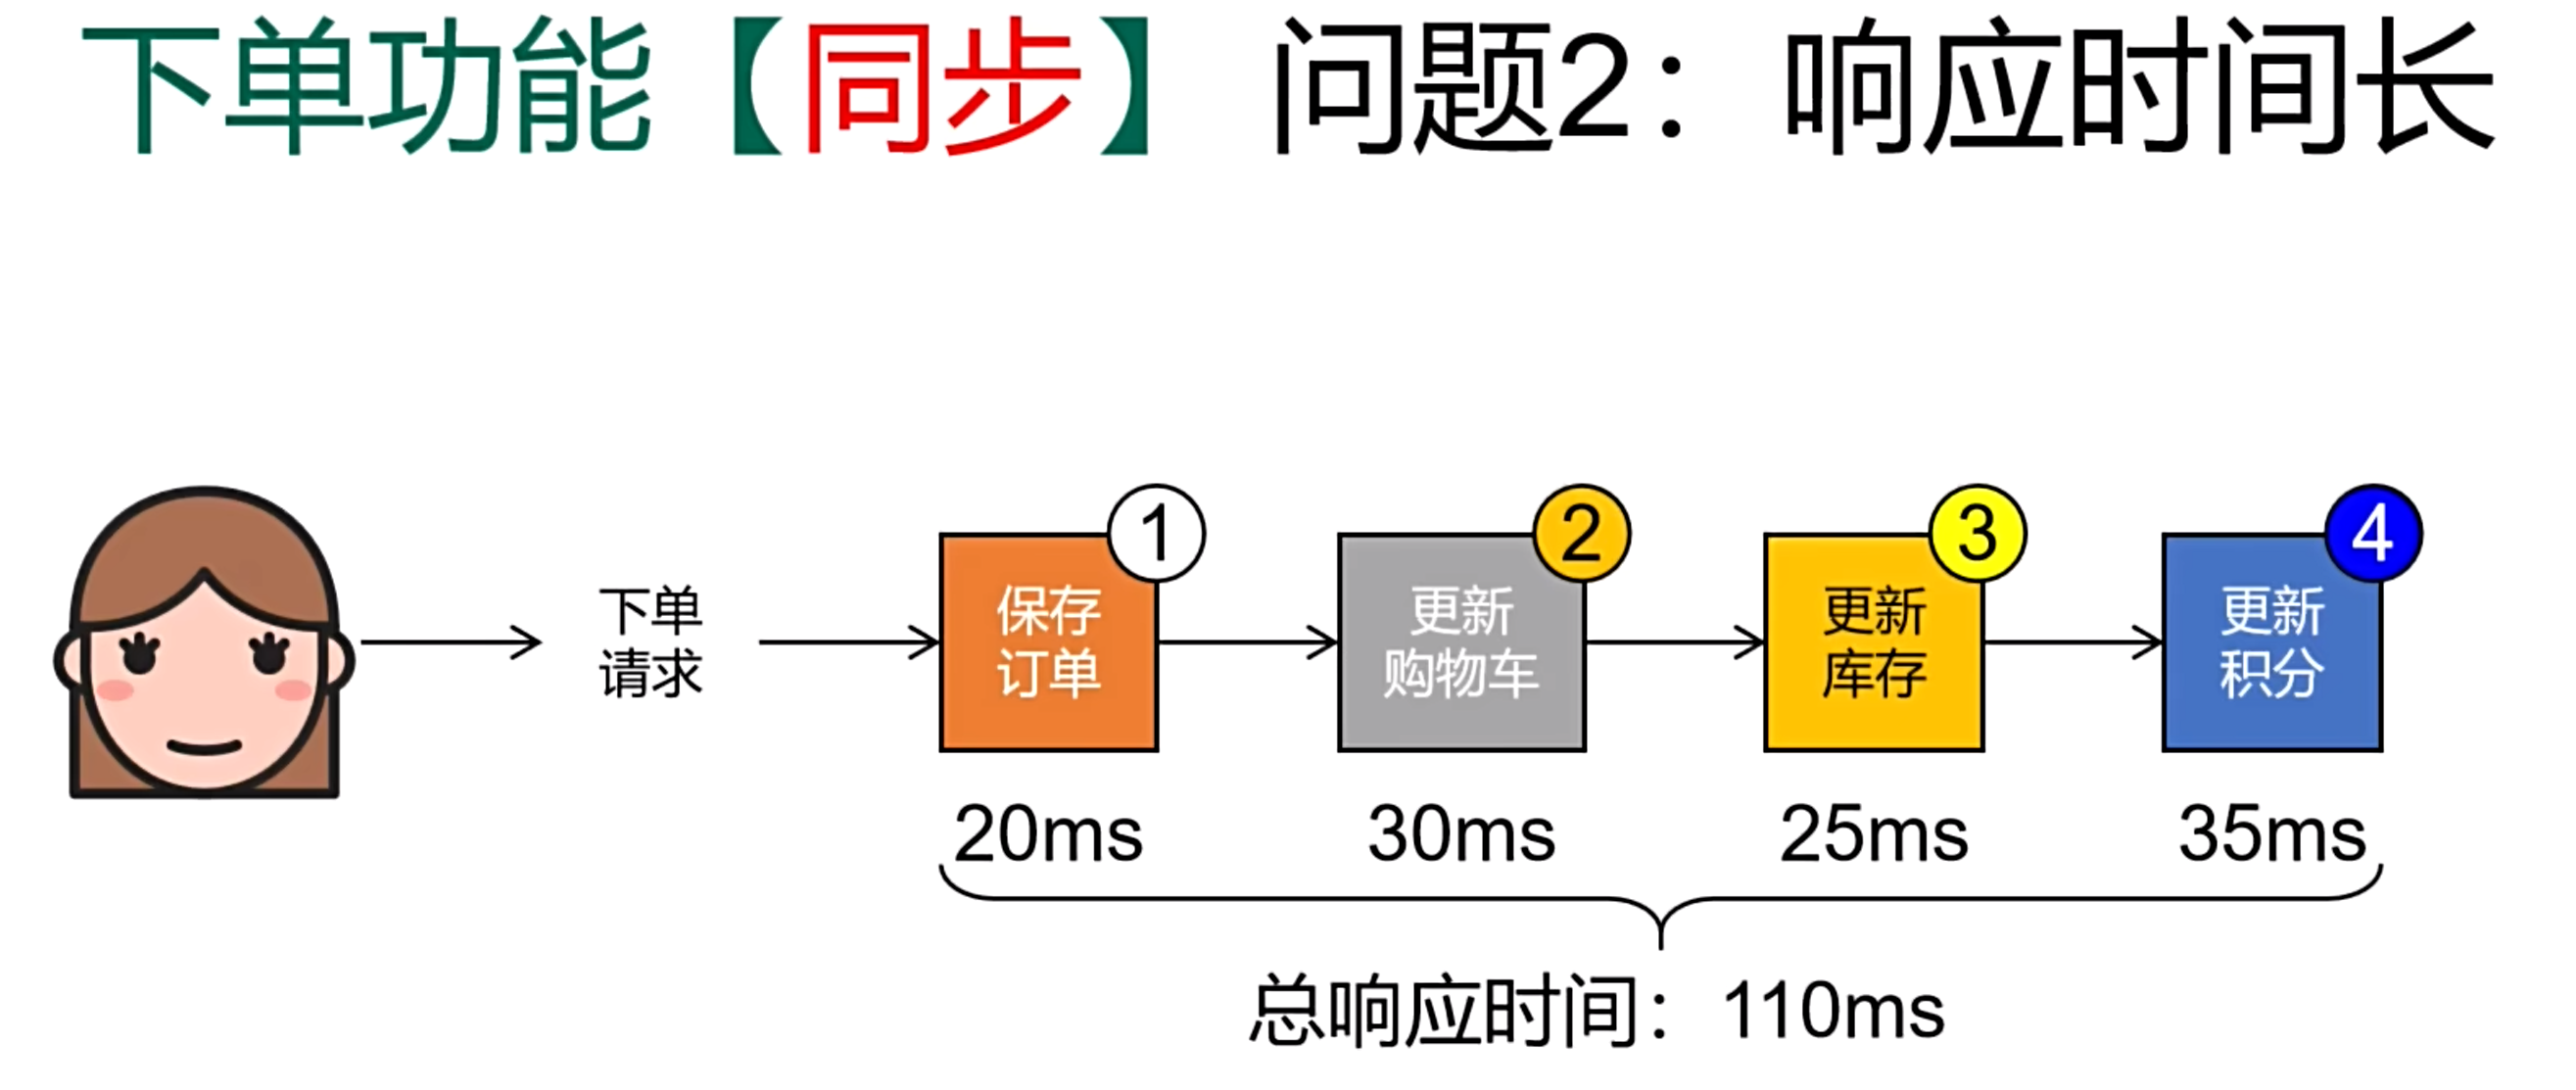 下单功能【同步】 问题2：响应时间长
下单
请求
1
保存
订单
2
更新
购物车
3
更新
库存
4
更新
积分
20ms
30ms
25ms
35ms
总响应时间：110ms